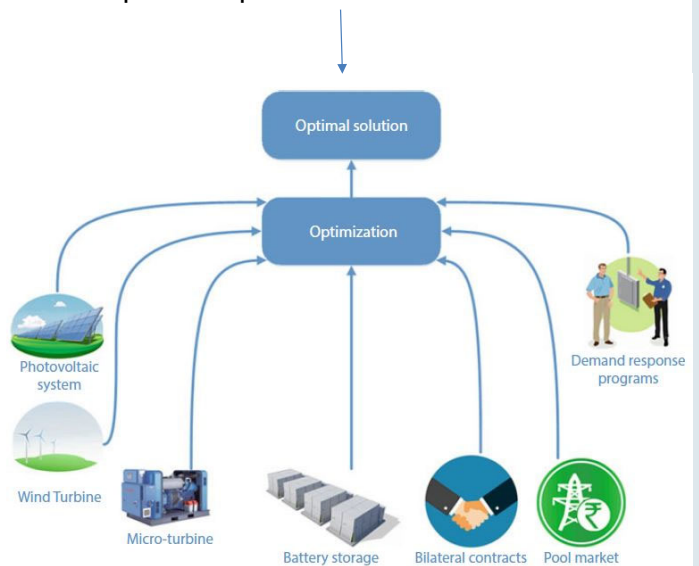 Optimal solution
Optimization
Photovoltaic
system
Demand response
programs
Wind Turbine
Micro-turbine
Battery storage
Bilateral contracts
Pool market
₹